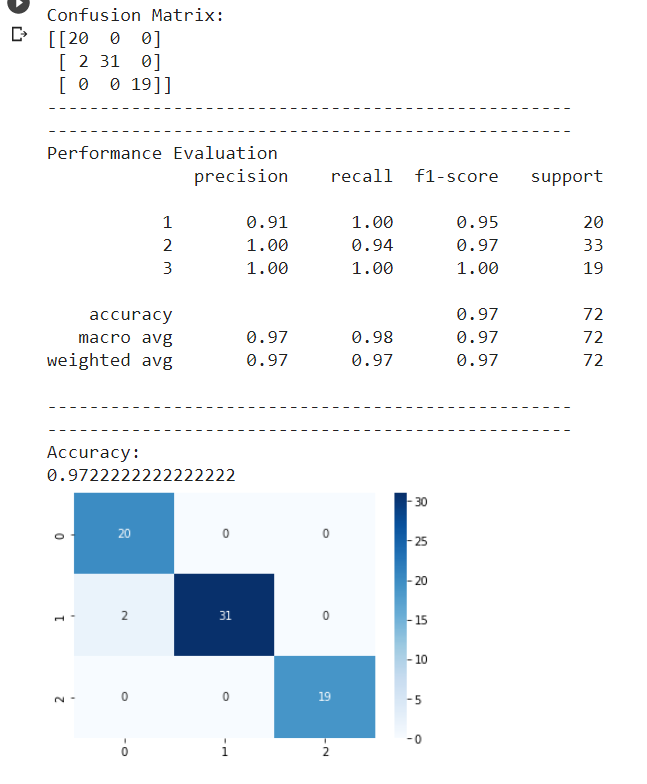 Confusion Matrix:
[[20  0  0]
 [ 2 31  0]
 [ 0  0 19]]
--------------------------------------------------
--------------------------------------------------
Performance Evaluation
              precision    recall  f1-score   support

           1       0.91      1.00      0.95        20
           2       1.00      0.94      0.97        33
           3       1.00      1.00      1.00        19

    accuracy                           0.97        72
   macro avg       0.97      0.98      0.97        72
weighted avg       0.97      0.97      0.97        72

--------------------------------------------------
--------------------------------------------------
Accuracy:
0.9722222222222222
30
0 20 0 0
25
20
1 2 31 0
15
10
2 0 0 19
5
0
0 1 2